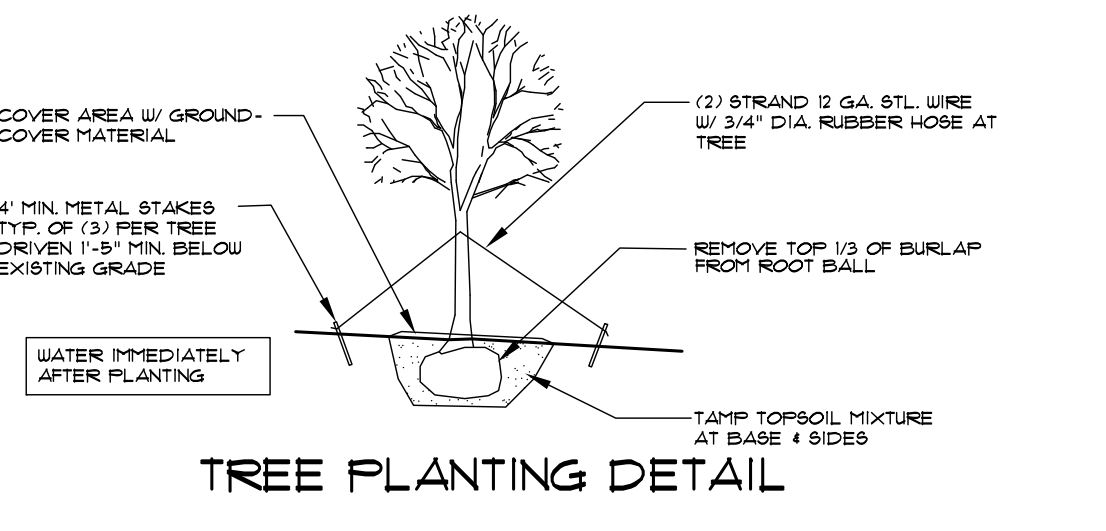 COVER AREA W/ GROUND-
COVER MATERIAL
4' MIN. METAL STAKES
TYP. OF (3) PER TREE
DRIVEN 1'-5" MIN. BELOW
EXISTING GRADE
WATER IMMEDIATELY
AFTER PLANTING
(2) STRAND 12 GA. STL. WIRE
W/ 3/4" DIA. RUBBER HOSE AT
TREE
REMOVE TOP 1/3 OF BURLAP
FROM ROOT BALL
TAMP TOPSOIL MIXTURE
AT BASE & SIDES
TREE PLANTING DETAIL